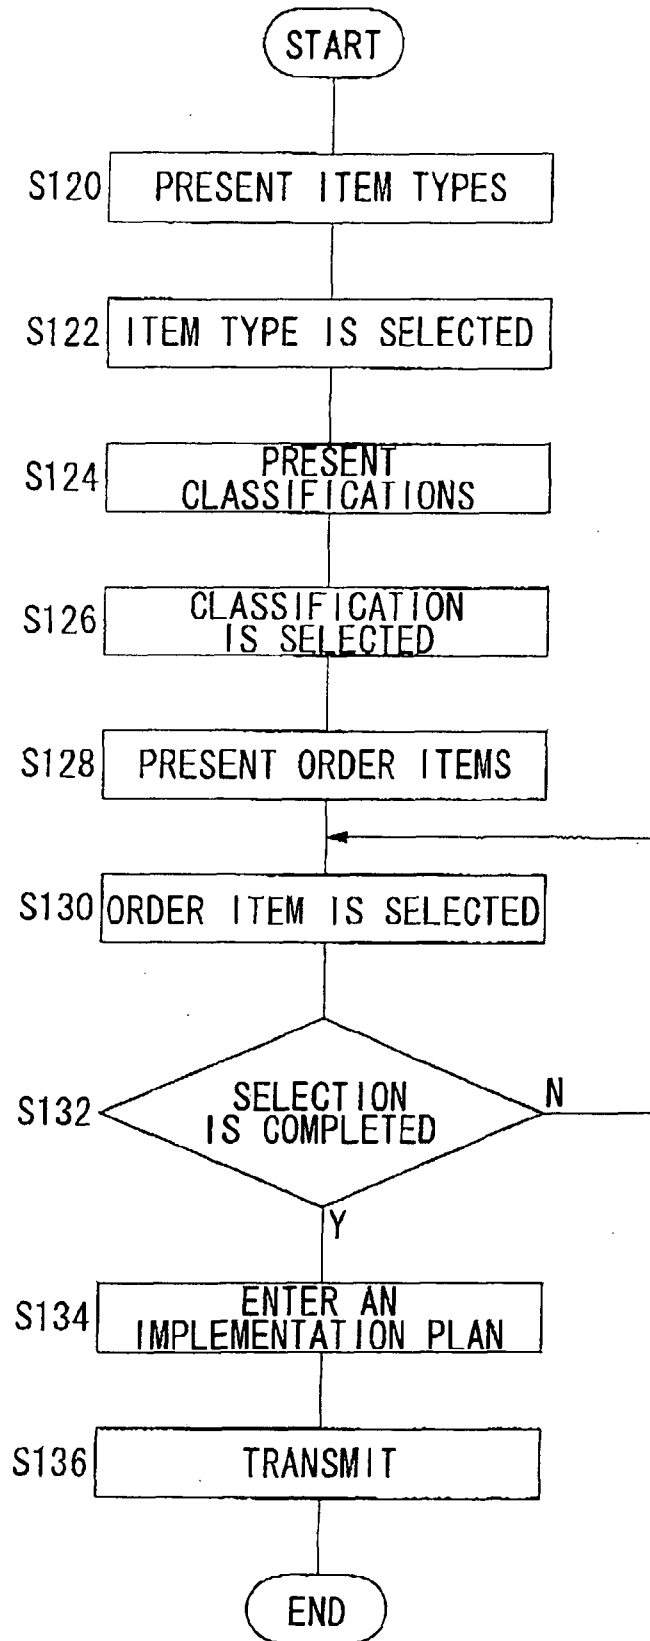 START
S120
PRESENT ITEM TYPES
S122
ITEM TYPE IS SELECTED
S124
PRESENT
CLASSIFICATIONS
S126
CLASSIFICATION
IS SELECTED
S128
PRESENT ORDER ITEMS
S130
ORDER ITEM IS SELECTED
S132
SELECTION
IS COMPLETED
N
Y
S134
ENTER AN
IMPLEMENTATION PLAN
S136
TRANSMIT
END